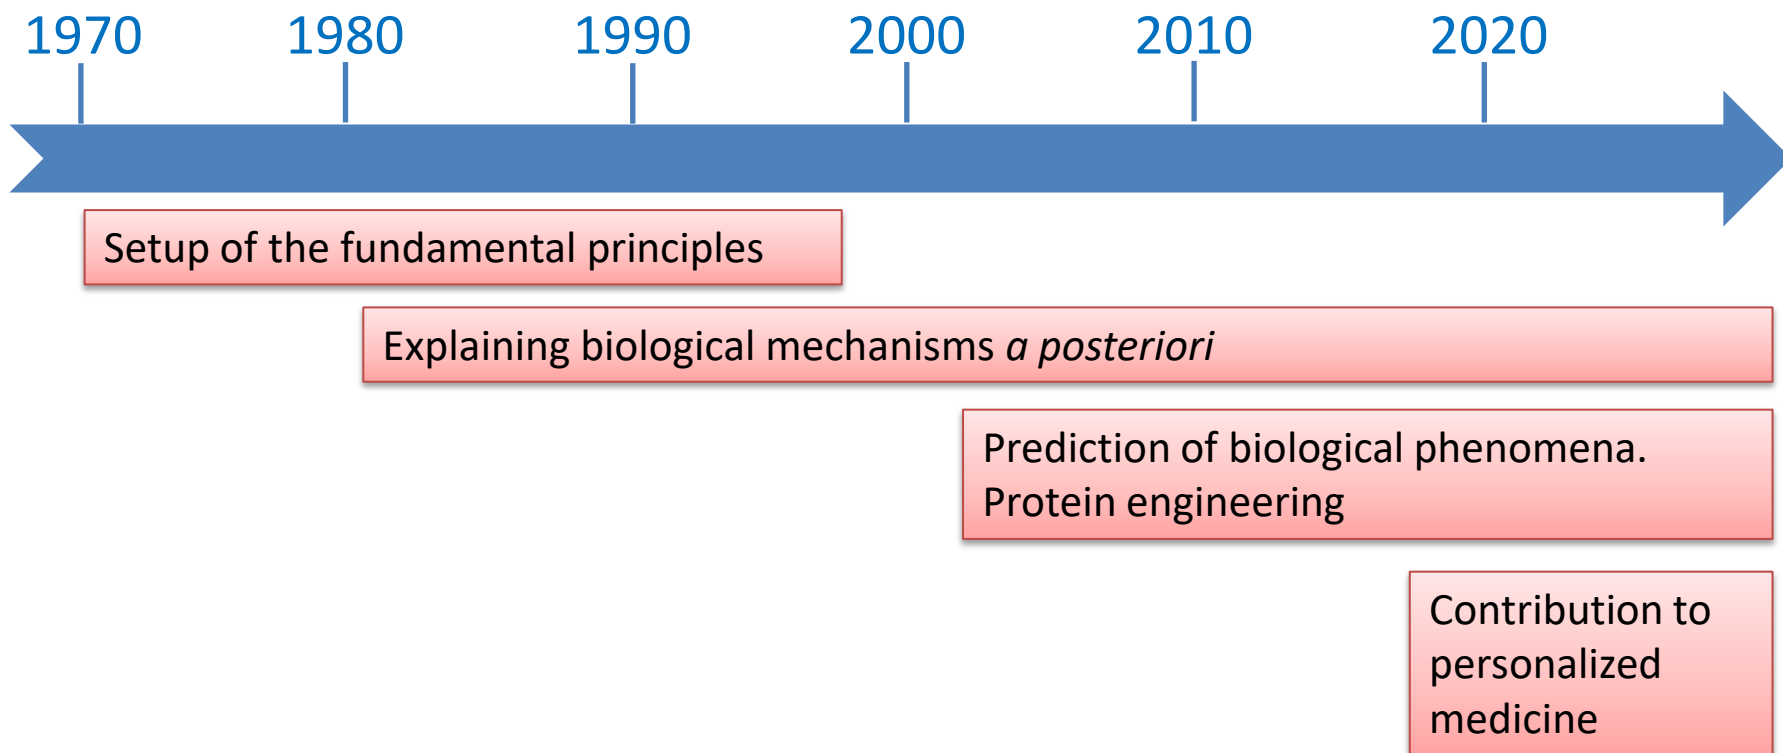 1970 1980 1990 2000 2010 2020
Setup of the fundamental principles
Explaining biological mechanisms a posteriori
Prediction of biological phenomena.
Protein engineering
Contribution to
personalized
medicine